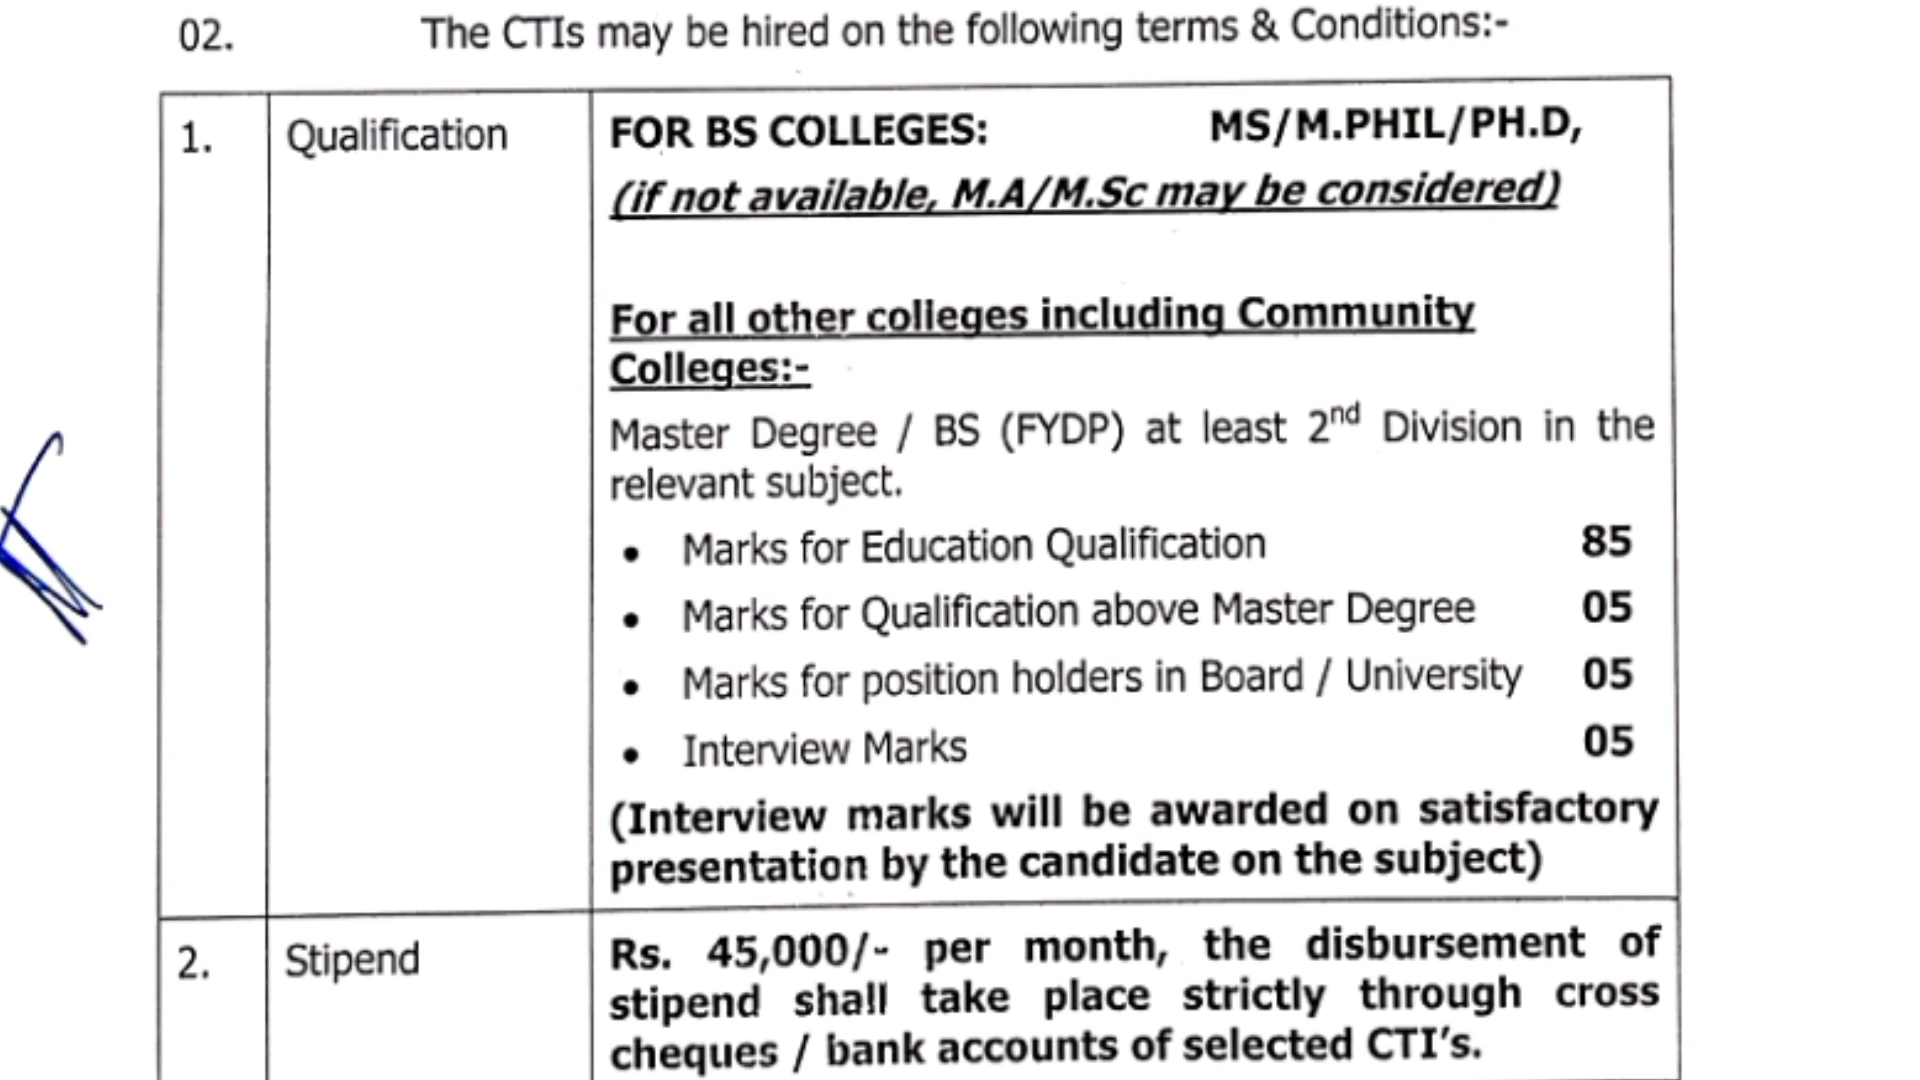 02. The CTIs may be hired on the following terms & Conditions:-
1. Qualification FOR BS COLLEGES: MS/M.PHIL/PH.D,
(if not available, M.A/M.Sc may be considered)
For all other colleges including Community
Colleges:-
Master Degree / BS (FYDP) at least 2nd Division in the
relevant subject.
• Marks for Education Qualification 85
• Marks for Qualification above Master Degree 05
• Marks for position holders in Board / University 05
• Interview Marks 05
(Interview marks will be awarded on satisfactory
presentation by the candidate on the subject)
2. Stipend Rs. 45,000/- per month, the disbursement of
stipend shall take place strictly through cross
cheques / bank accounts of selected CTI's.